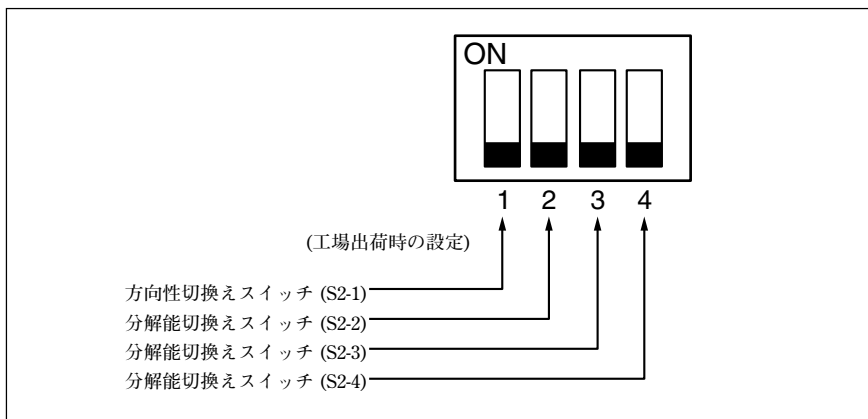 ON
1 2 3 4
(工場出荷時の設定)
方向性切換えスイッチ (S2-1)
分解能切換えスイッチ (S2-2)
分解能切換えスイッチ (S2-3)
分解能切換えスイッチ (S2-4)